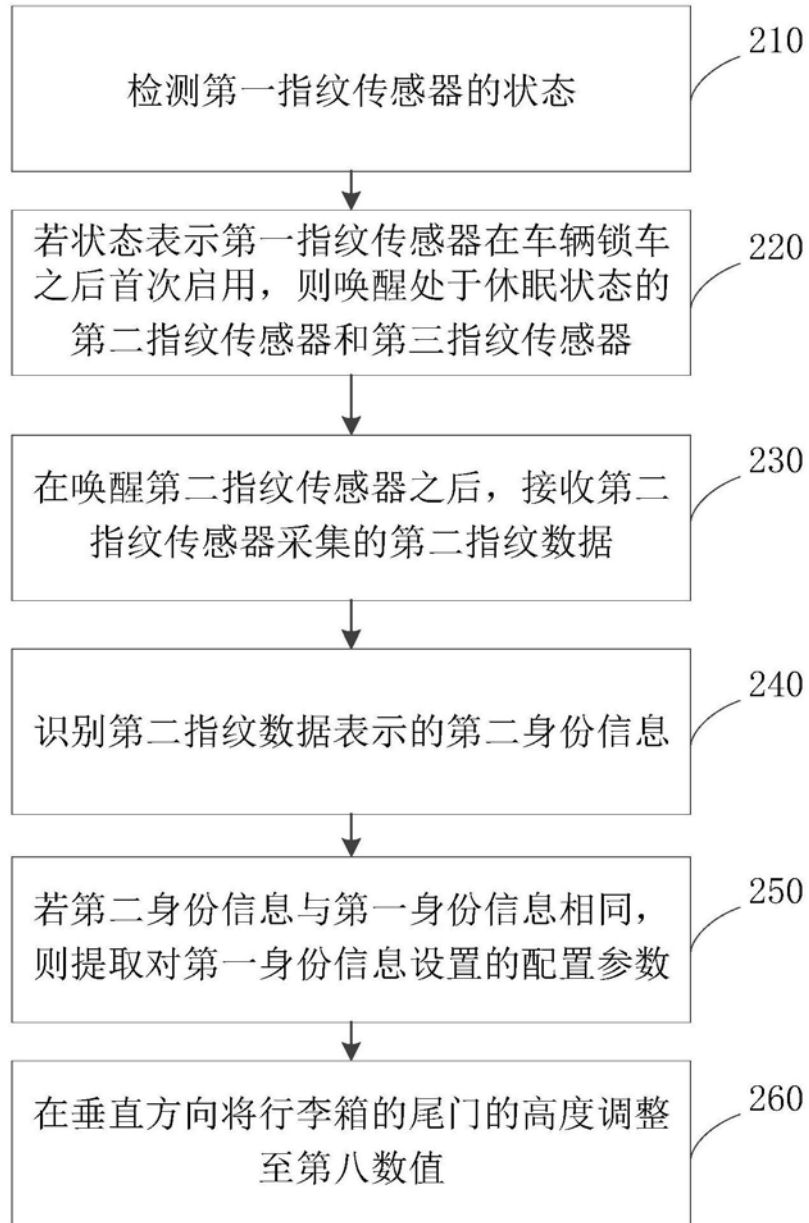 检测第一指纹传感器的状态
210
若状态表示第一指纹传感器在车辆锁车
之后首次启用，则唤醒处于休眠状态的
第二指纹传感器和第三指纹传感器
220
在唤醒第二指纹传感器之后，接收第二
指纹传感器采集的第二指纹数据
230
识别第二指纹数据表示的第二身份信息
240
若第二身份信息与第一身份信息相同，
则提取对第一身份信息设置的配置参数
250
在垂直方向将行李箱的尾门的高度调整
至第八数值
260